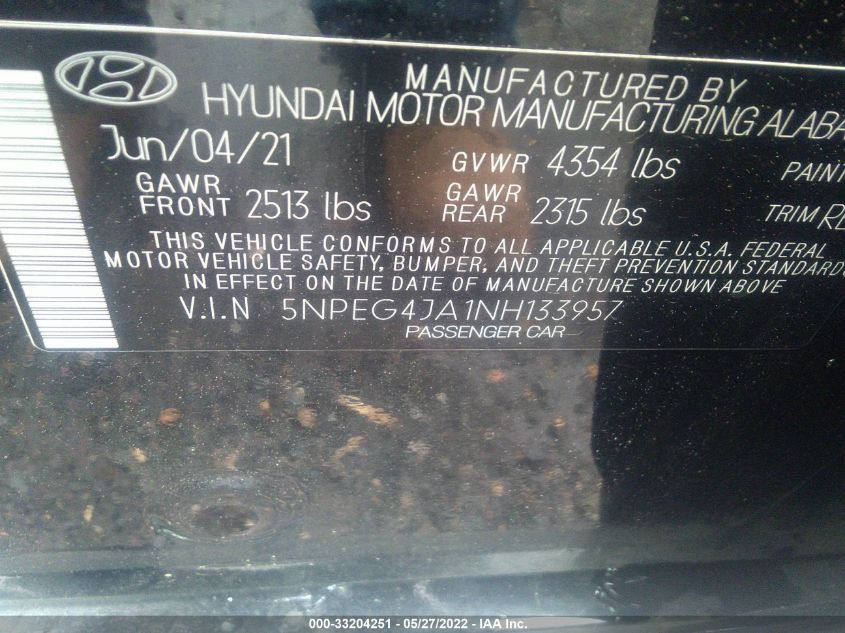 MANUFACTURED BY
HYUNDAI MOTOR MANUFACTURING ALABA
Jun/04/21 GVWR 4354 lbs PAINT
GAWR FRONT 2513 lbs GAWR REAR 2315 lbs TRIM RE
THIS VEHICLE CONFORMS TO ALL APPLICABLE U.S.A. FEDERAL
MOTOR VEHICLE SAFETY, BUMPER, AND THEFT PREVENTION STANDARD
IN EFFECT ON THE DATE OF MANUFACTURE SHOWN ABOVE
V.I.N 5NPEG4JA1NH133957
PASSENGER CAR
000-33204251 - 05/27/2022 - IAA Inc.